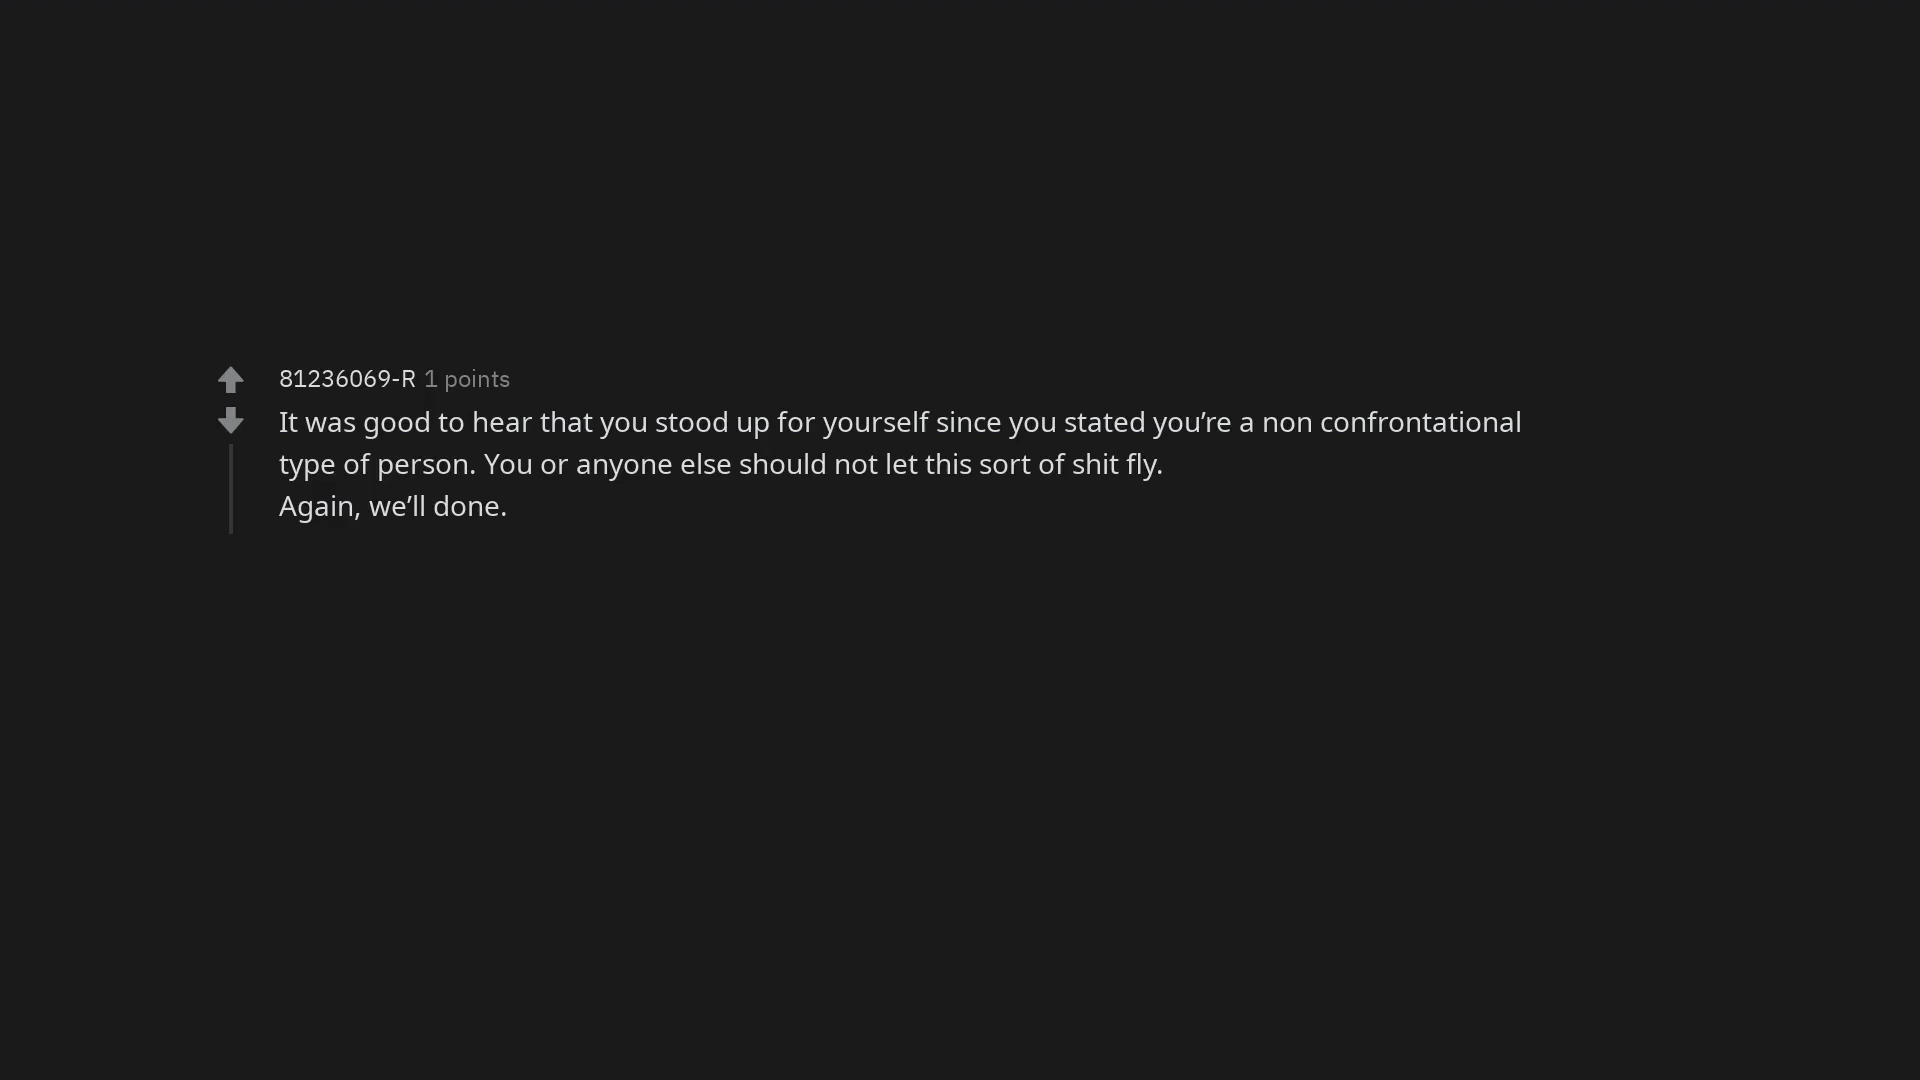 81236069-R 1 points
It was good to hear that you stood up for yourself since you stated you’re a non confrontational
type of person. You or anyone else should not let this sort of shit fly.
Again, we’ll done.